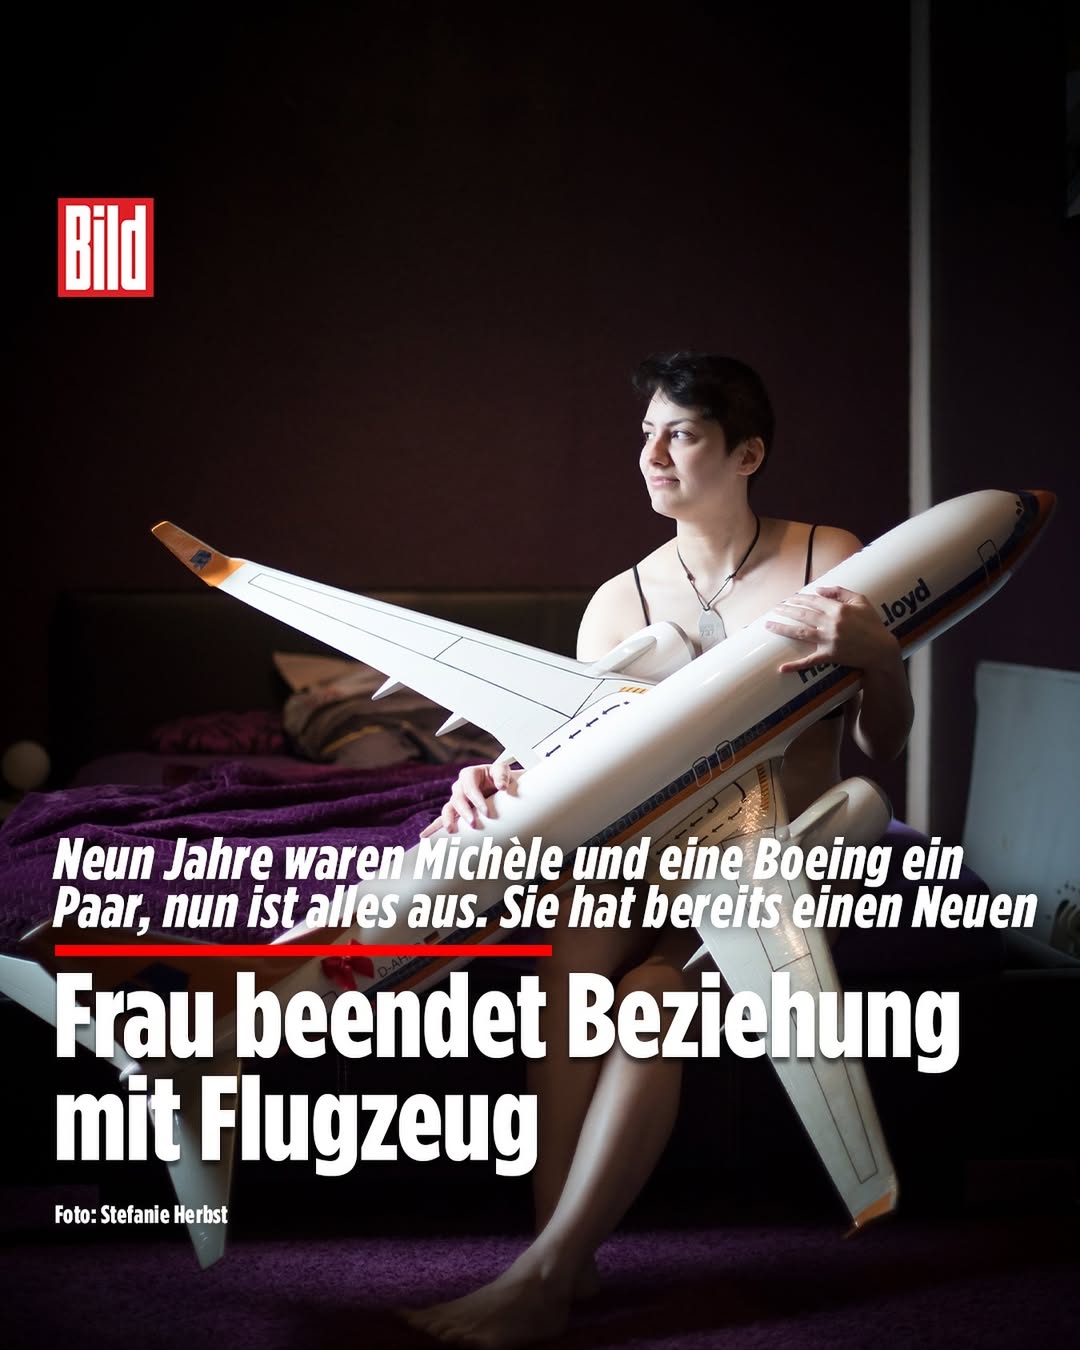 Bild
Neun Jahre waren Michèle und eine Boeing ein
Paar, nun ist alles aus. Sie hat bereits einen Neuen
Frau beendet Beziehung
mit Flugzeug
Foto: Stefanie Herbst
737